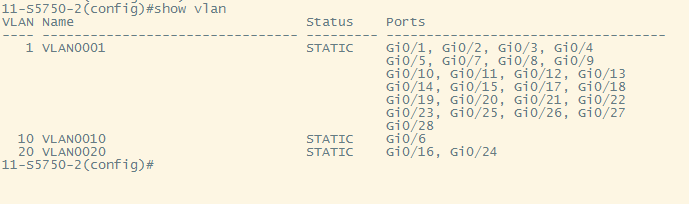 11-S5750-2(config)#show vlan
VLAN Name                             Status    Ports
---- -------------------------------- --------- -----------------------------------
   1 VLAN0001                         STATIC    Gi0/1, Gi0/2, Gi0/3, Gi0/4
                                                Gi0/5, Gi0/7, Gi0/8, Gi0/9
                                                Gi0/10, Gi0/11, Gi0/12, Gi0/13
                                                Gi0/14, Gi0/15, Gi0/17, Gi0/18
                                                Gi0/19, Gi0/20, Gi0/21, Gi0/22
                                                Gi0/23, Gi0/25, Gi0/26, Gi0/27
                                                Gi0/28
  10 VLAN0010                         STATIC    Gi0/6
  20 VLAN0020                         STATIC    Gi0/16, Gi0/24
11-S5750-2(config)#